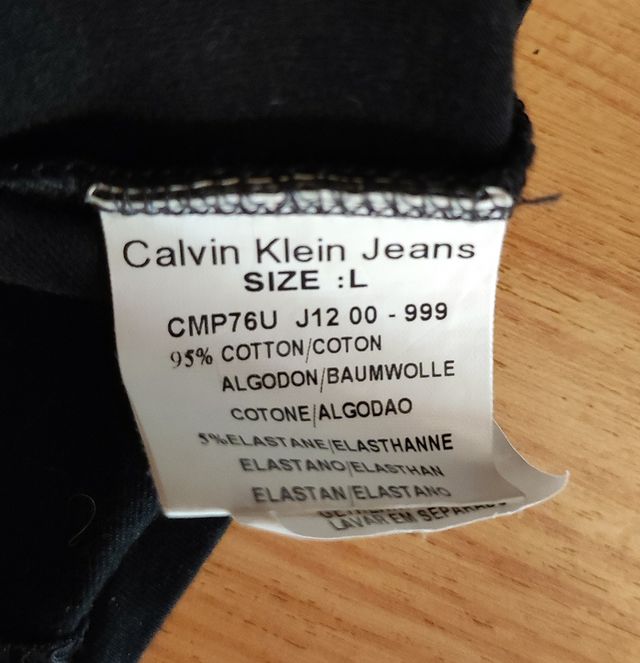 Calvin Klein Jeans
SIZE :L
CMP76U J12 00 - 999
95% COTTON/COTON
ALGODON/BAUMWOLLE
COTONE/ALGODAO
5%ELASTANE/ELASTHANNE
ELASTANO/ELASTHAN
ELASTAN/ELASTANO
LAVAR EM SEPARADO